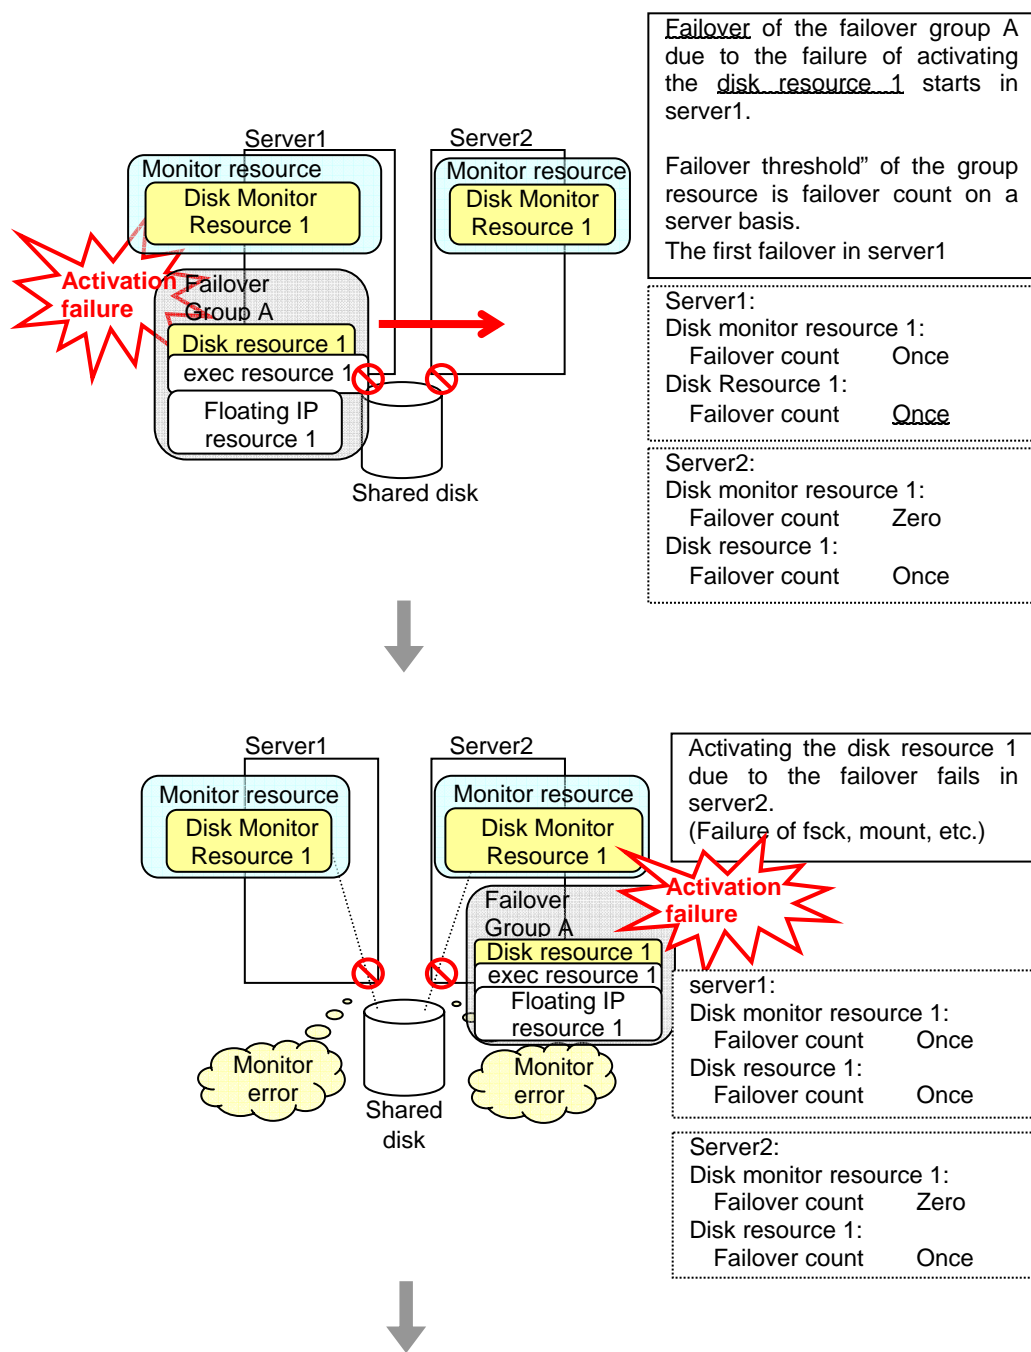 Failover of the failover group A
due to the failure of activating
the disk resource 1 starts in
server1.
Failover threshold” of the group
resource is failover count on a
server basis.
The first failover in server1
Server1
Server2
Monitor resource
Disk Monitor
Resource 1
Monitor resource
Disk Monitor
Resource 1
Activation
failure
Failover
Group A
Disk resource 1
exec resource 1
Floating IP
resource 1
Shared disk
Server1:
Disk monitor resource 1:
Failover count Once
Disk Resource 1:
Failover count Once
Server2:
Disk monitor resource 1:
Failover count Zero
Disk resource 1:
Failover count Once
Server1
Server2
Monitor resource
Disk Monitor
Resource 1
Monitor resource
Disk Monitor
Resource 1
Activating the disk resource 1
due to the failover fails in
server2.
(Failure of fsck, mount, etc.)
Activation
failure
Failover
Group A
Disk resource 1
exec resource 1
Floating IP
resource 1
Monitor
error
Shared
disk
Monitor
error
server1:
Disk monitor resource 1:
Failover count Once
Disk resource 1:
Failover count Once
Server2:
Disk monitor resource 1:
Failover count Zero
Disk resource 1:
Failover count Once